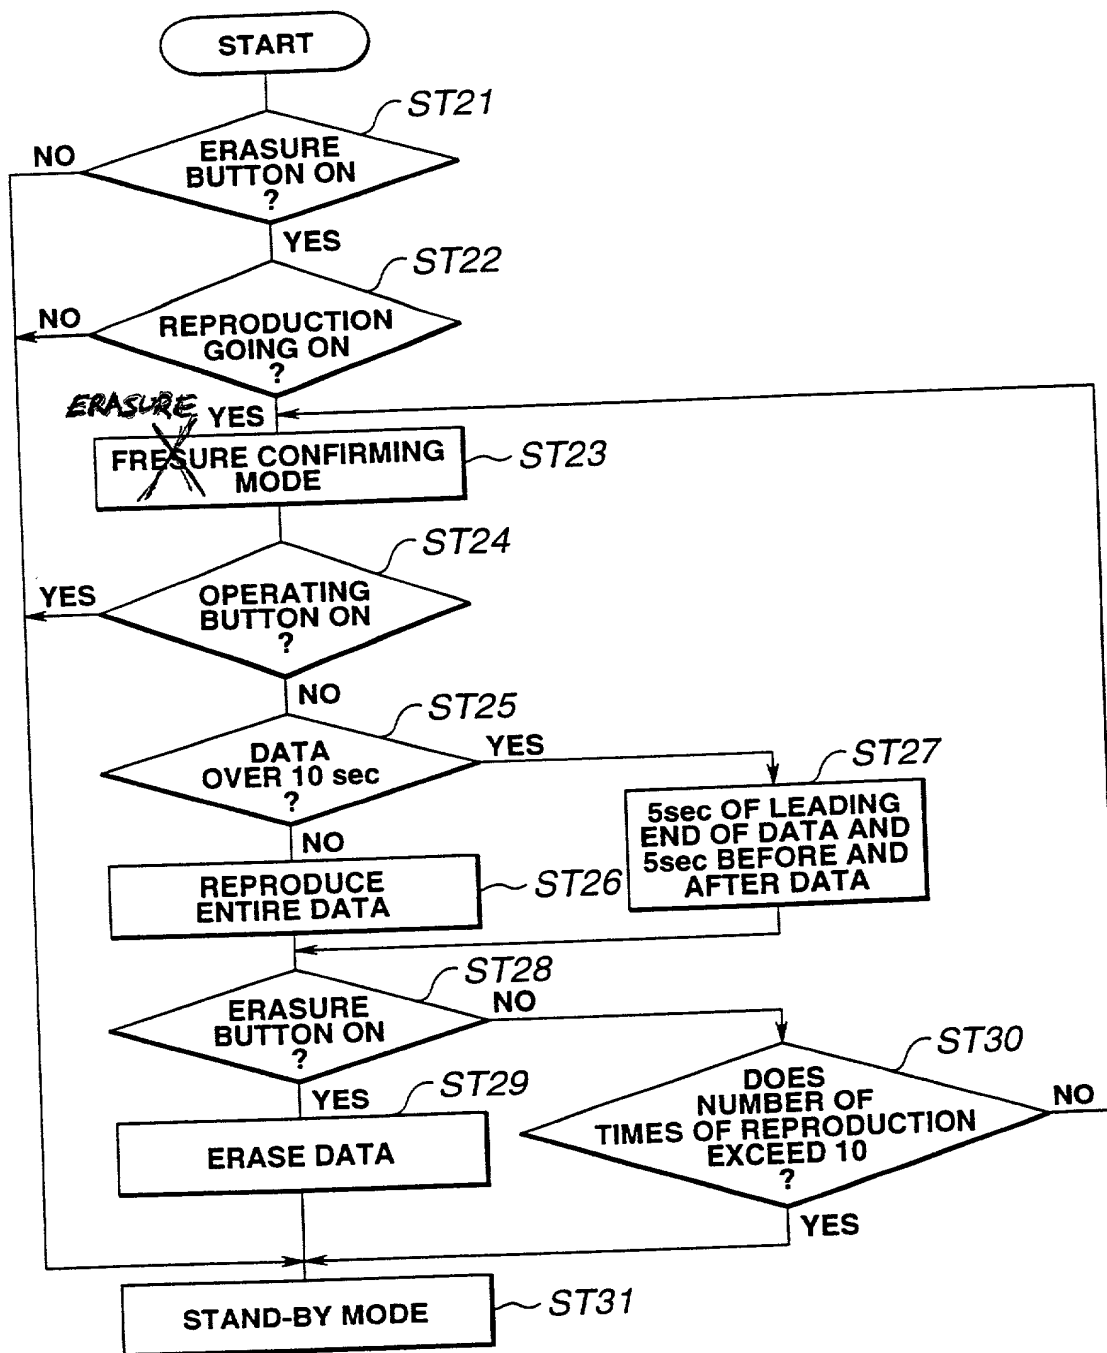 START
ST21
NO
ERASURE
BUTTON ON
?
YES
ST22
NO
REPRODUCTION
GOING ON
?
ERASURE
YES
FRESURE CONFIRMING
MODE
ST23
ST24
YES
OPERATING
BUTTON ON
?
NO
ST25
DATA
OVER 10 sec
?
YES
ST27
5sec OF LEADING
END OF DATA AND
5sec BEFORE AND
AFTER DATA
NO
REPRODUCE
ENTIRE DATA
ST26
ST28
ERASURE
BUTTON ON
?
NO
ST30
DOES
NUMBER OF
TIMES OF REPRODUCTION
EXCEED 10
?
NO
YES
ST29
ERASE DATA
YES
STAND-BY MODE
ST31